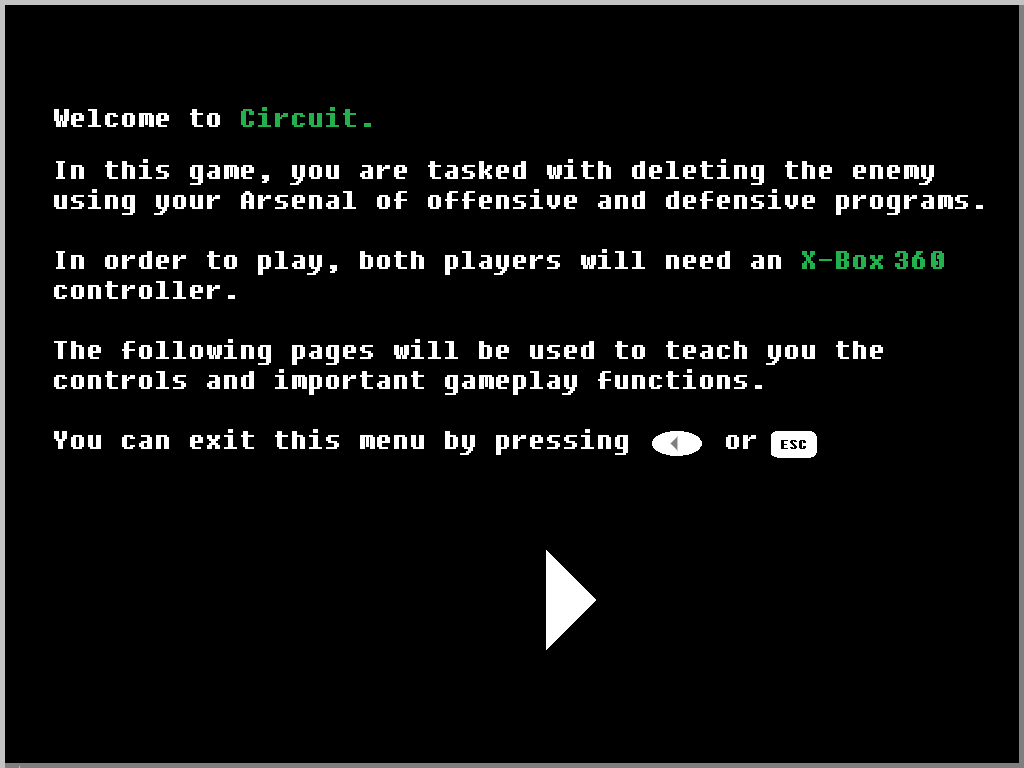 Welcome to Circuit.
In this game, you are tasked with deleting the enemy
using your Arsenal of offensive and defensive programs.
In order to play, both players will need an X-Box 360
controller.
The following pages will be used to teach you the
controls and important gameplay functions.
You can exit this menu by pressing or ESC